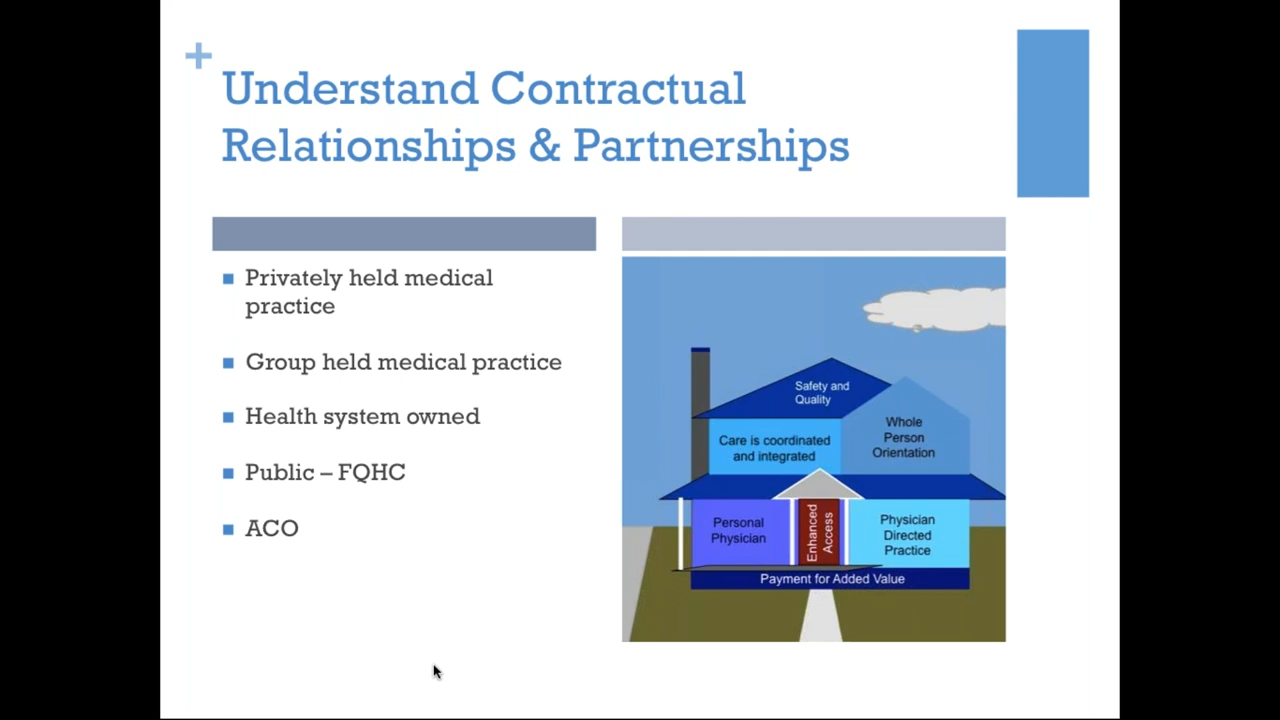 +
Understand Contractual
Relationships & Partnerships
Privately held medical
practice
Group held medical practice
Health system owned
Public – FQHC
ACO
Safety and
Quality
Whole
Person
Orientation
Care is coordinated
and integrated
Personal
Physician
Enhanced
Access
Physician
Directed
Practice
Payment for Added Value